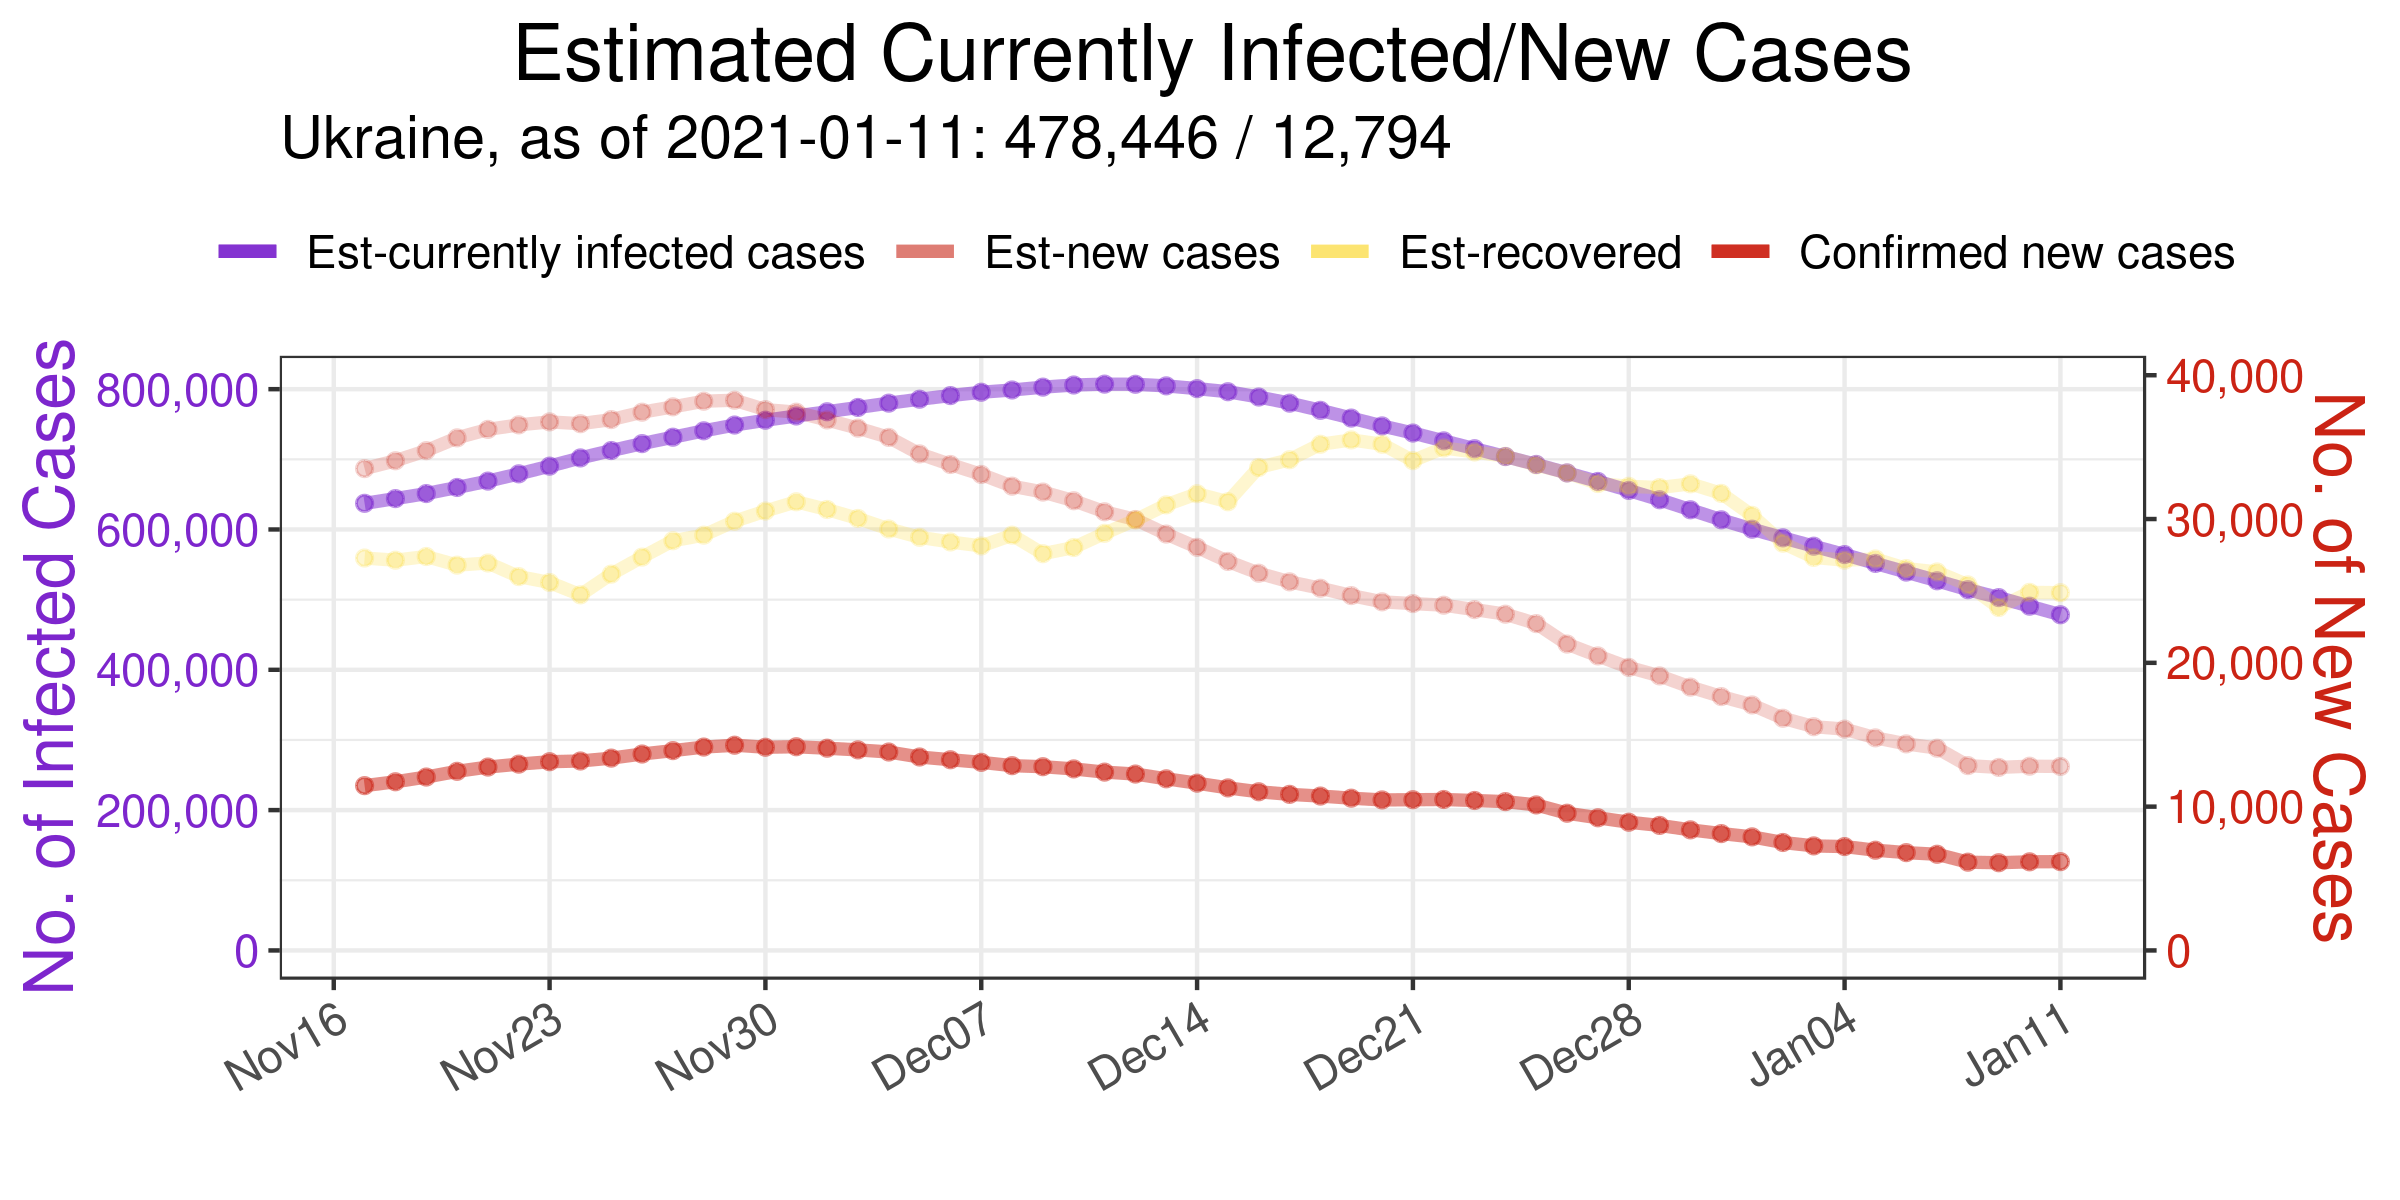 Estimated Currently Infected/New Cases
Ukraine, as of 2021-01-11: 478,446 / 12,794
Est-currently infected cases Est-new cases Est-recovered Confirmed new cases
No. of Infected Cases
800,000
600,000
400,000
200,000
0
40,000
30,000
20,000
10,000
0
No. of New Cases
Nov16 Nov23 Nov30 Dec07 Dec14 Dec21 Dec28 Jan04 Jan11